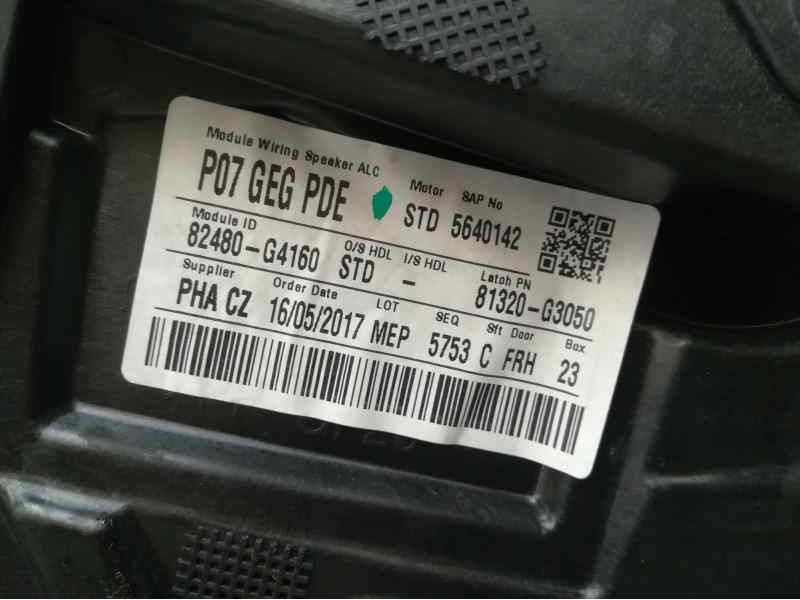 Module Wiring Speaker ALC Motor SAP No
P07 GEG PDE STD 5640142
Module ID O/S HDL I/S HDL Latch PN
82480-G4160 STD - 81320-G3050
Supplier Order Date LOT SEQ Sft Door Box
PHA CZ 16/05/2017 MEP 5753 C FRH 23